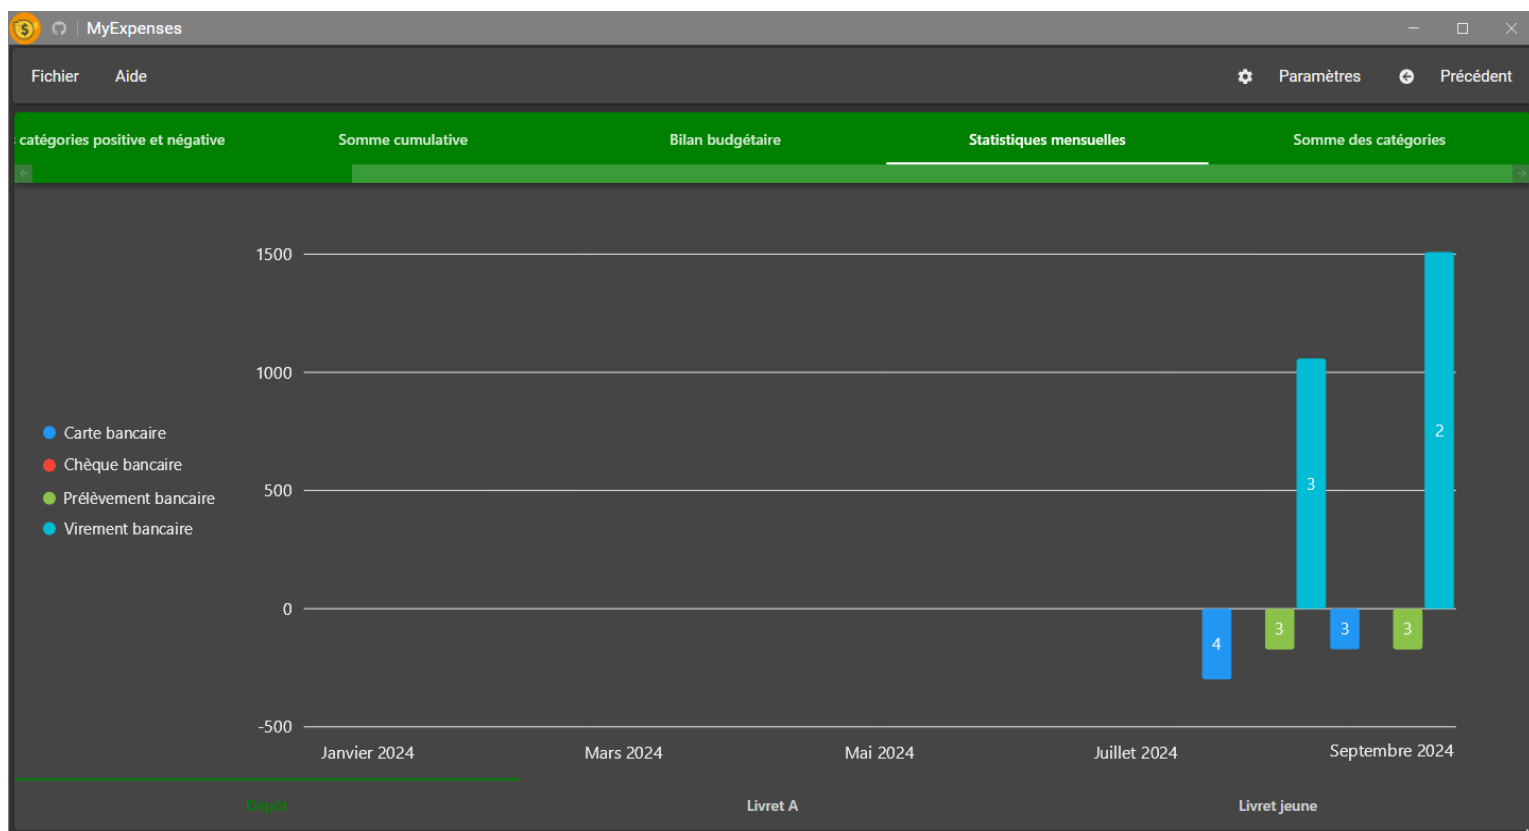 MyExpenses
Fichier Aide Paramètres Précédent
catégories positive et négative Somme cumulative Bilan budgétaire Statistiques mensuelles Somme des catégories
1500
1000
Carte bancaire
Chèque bancaire
Prélèvement bancaire
Virement bancaire
500
0
-500
2
3
4
3
3
3
Janvier 2024 Mars 2024 Mai 2024 Juillet 2024 Septembre 2024
Dépôt Livret A Livret jeune